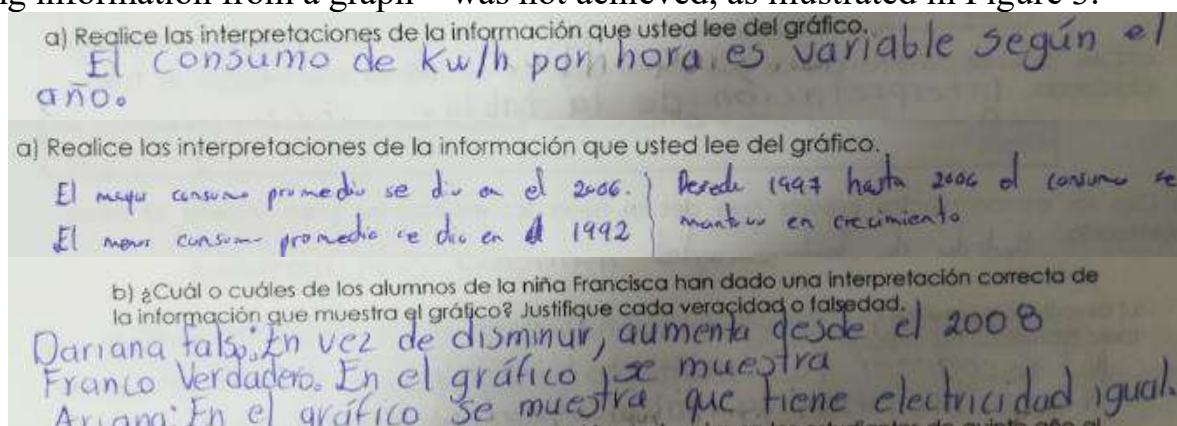 ng information from a graph – was not achieved, as illustrated in Figure 3.
a) Realice las interpretaciones de la información que usted lee del gráfico.
El consumo de Kw/h por hora es variable según el
año.
a) Realice las interpretaciones de la información que usted lee del gráfico.
El mayor consumo promedio se dio en el 2006.
El menor consumo promedio se dio en el 1992
Desde 1997 hasta 2006 el consumo se
mantuvo en crecimiento
b) ¿Cuál o cuáles de los alumnos de la niña Francisca han dado una interpretación correcta de
la información que muestra el gráfico? Justifique cada veracidad o falsedad.
Dariana falso: En vez de disminuir, aumenta desde el 2008
Franco Verdadero. En el gráfico se muestra
Ariana: En el gráfico se muestra que tiene electricidad igual.